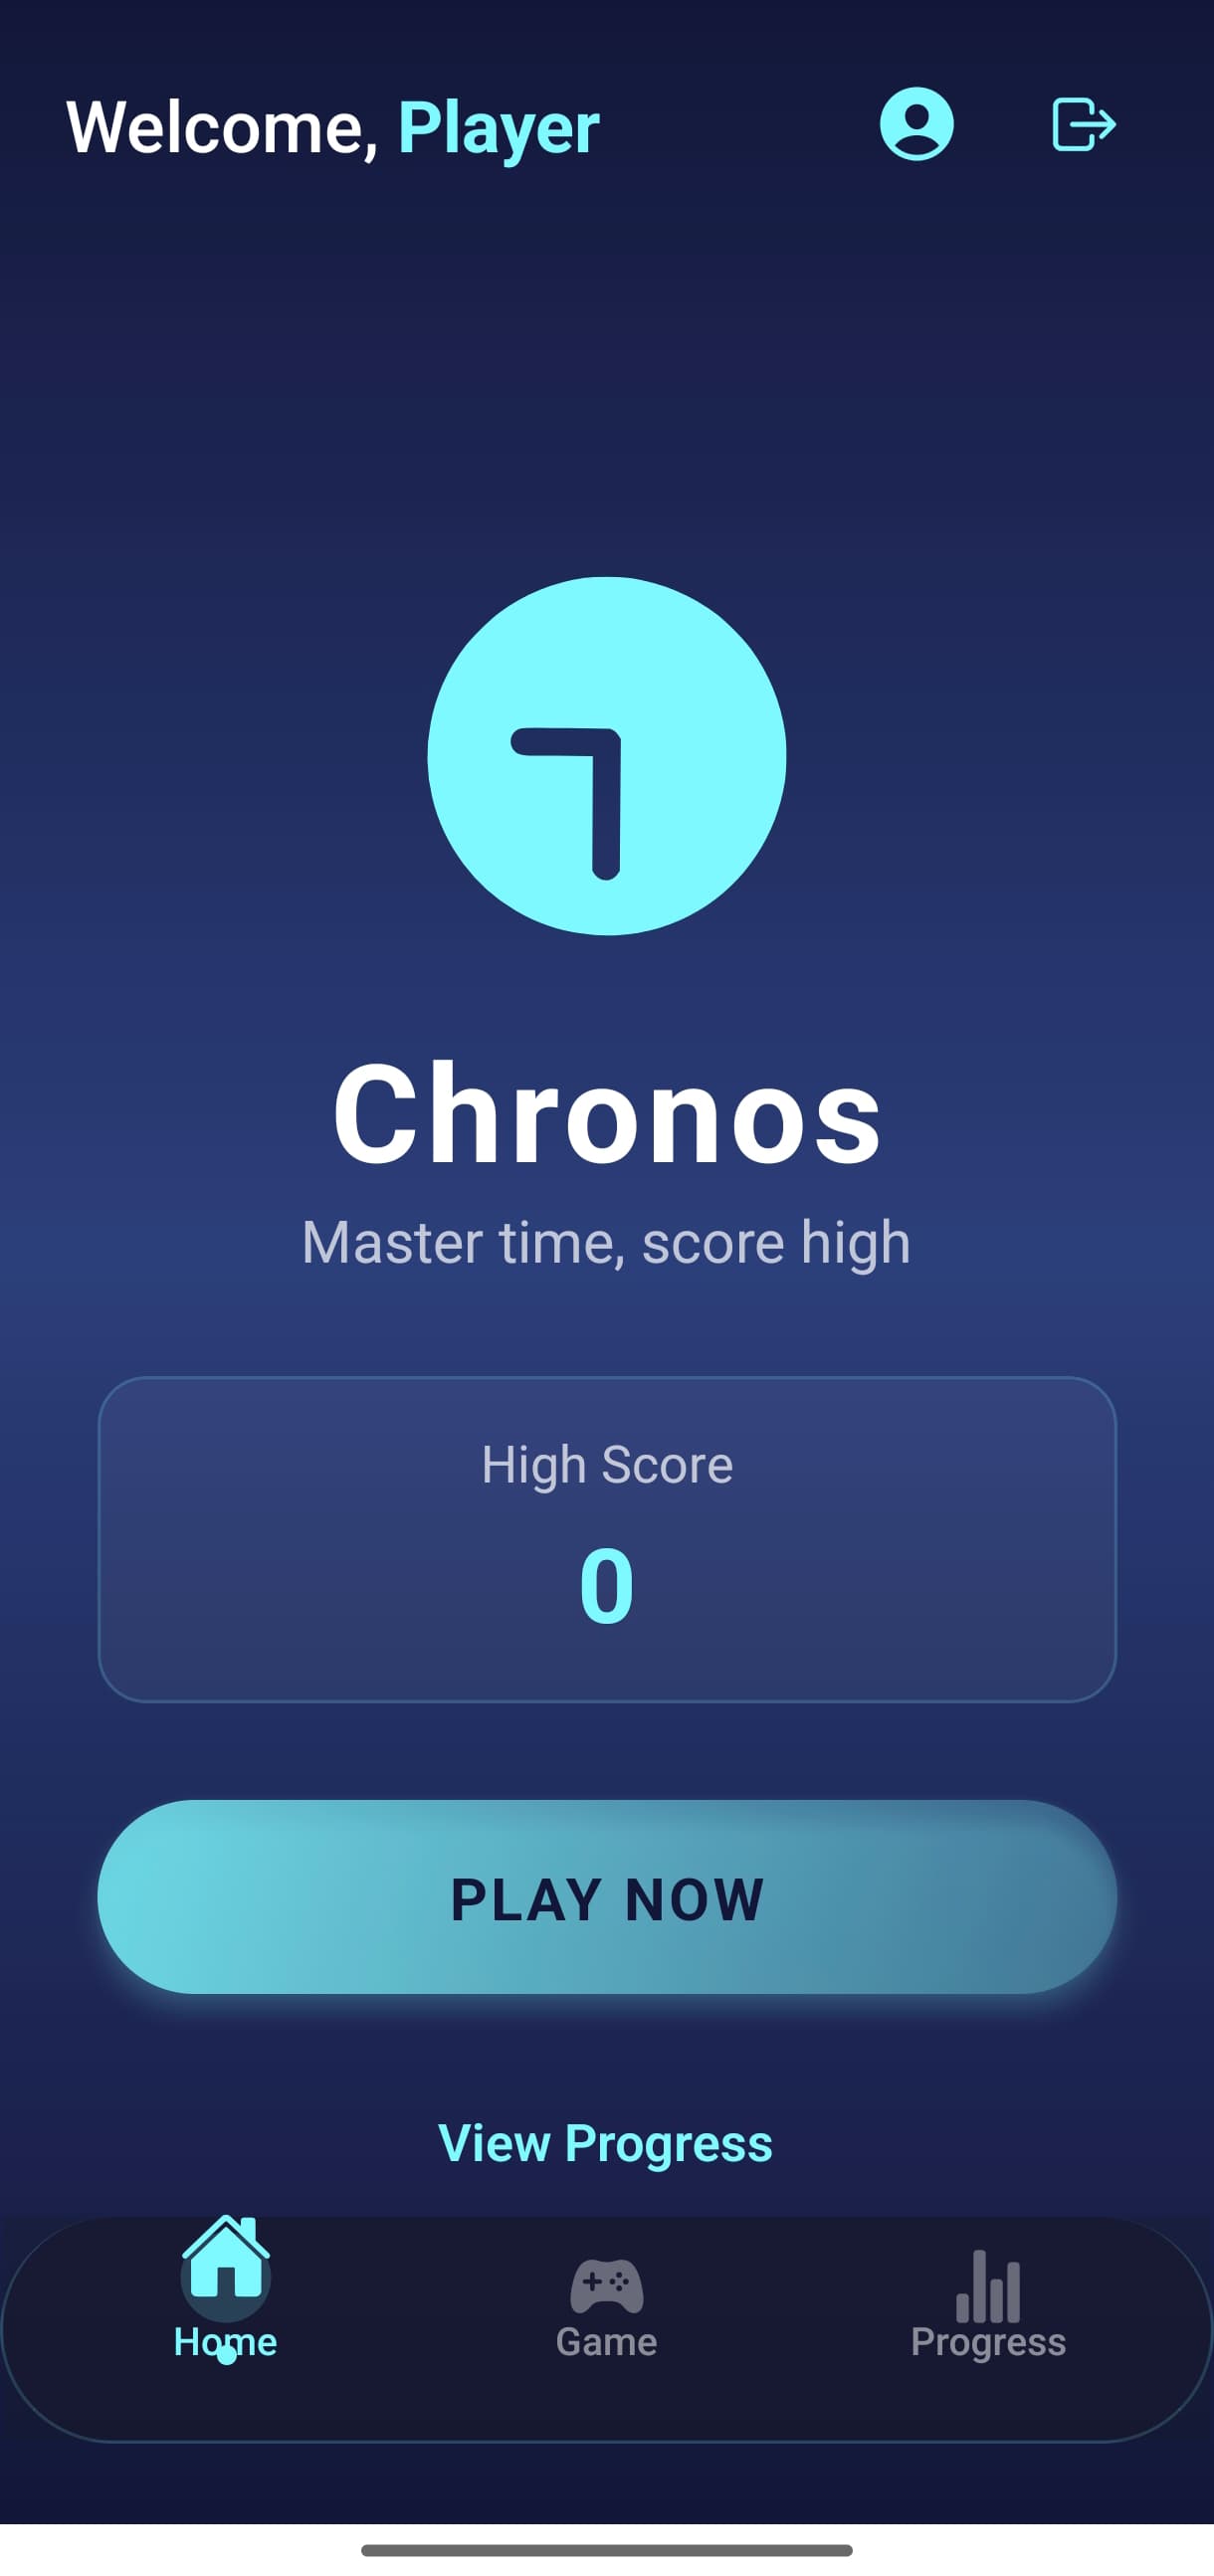 Welcome, Player
Chronos
Master time, score high
High Score
0
PLAY NOW
View Progress
Home
Game
Progress